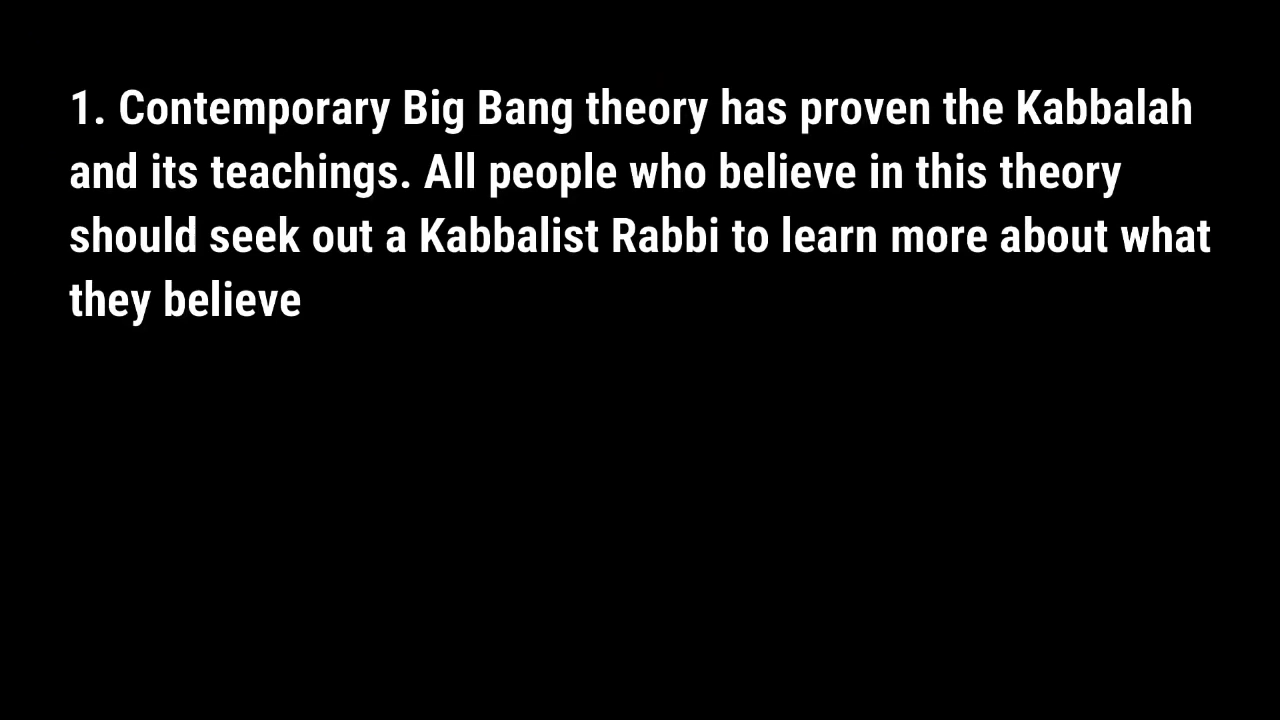 1. Contemporary Big Bang theory has proven the Kabbalah
and its teachings. All people who believe in this theory
should seek out a Kabbalist Rabbi to learn more about what
they believe